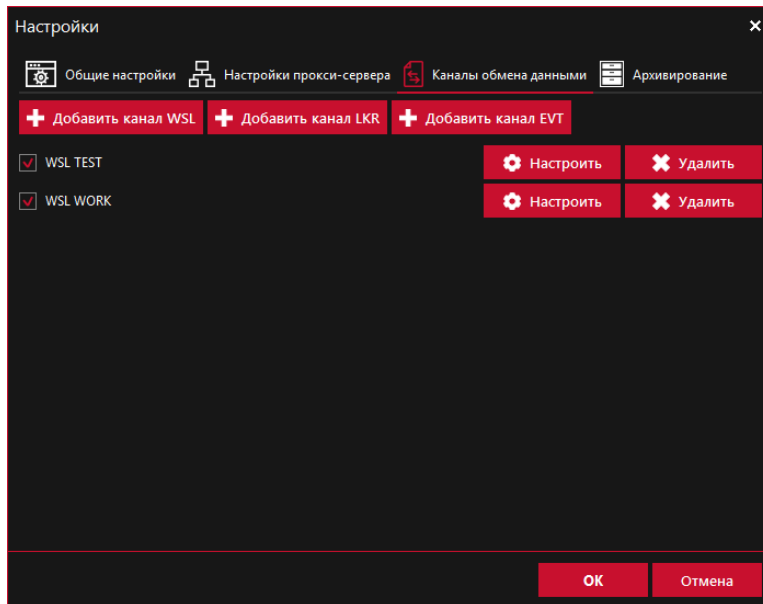 Настройки
Общие настройки Настройки прокси-сервера Каналы обмена данными Архивирование
Добавить канал WSL Добавить канал LKR Добавить канал EVT
WSL TEST Настроить Удалить
WSL WORK Настроить Удалить
ОК Отмена